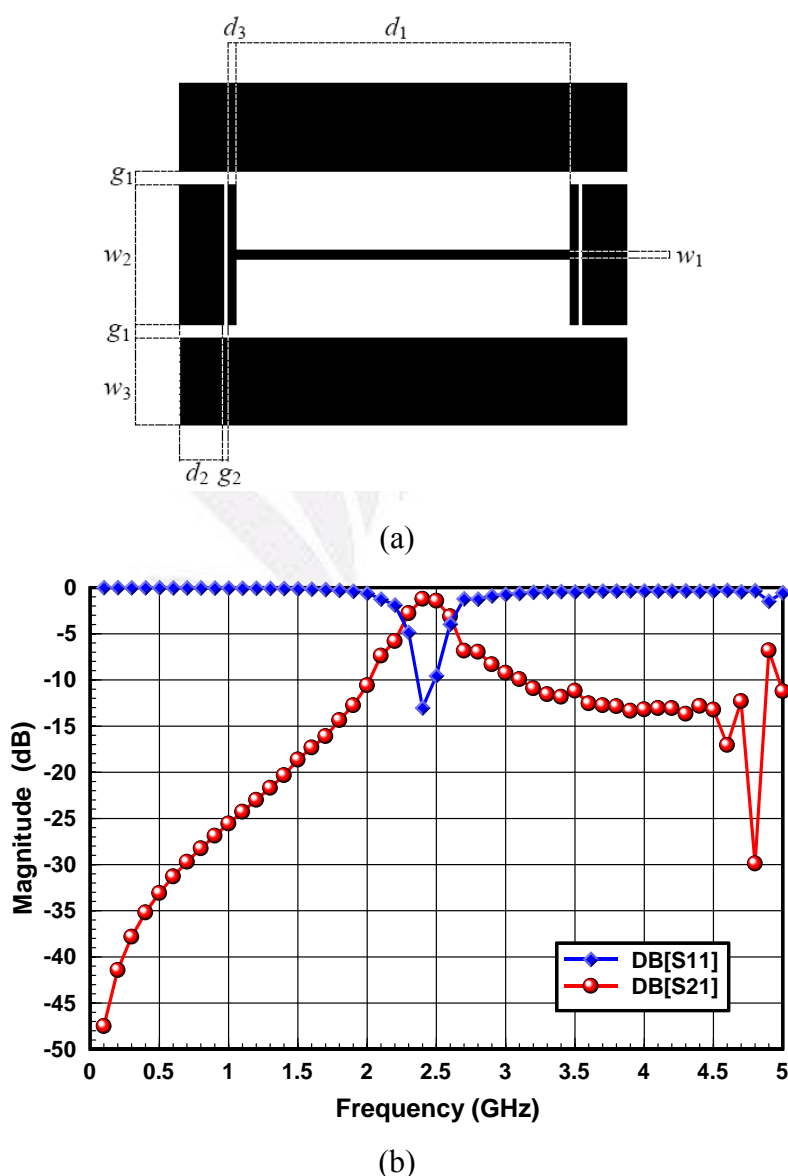 d3 d1
g1
w2
w1
g1
w3
d2 g2
(a)
0
-5
-10
-15
-20
-25
-30
-35
-40
-45
-50
Magnitude (dB)
DB[S11]
DB[S21]
0 0.5 1 1.5 2 2.5 3 3.5 4 4.5 5
Frequency (GHz)
(b)